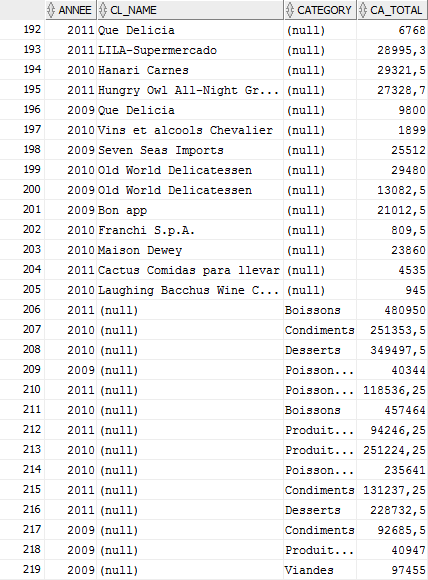 ANNEE CL_NAME CATEGORY CA_TOTAL
192 2011 Que Delicia (null) 6768
193 2011 LILA-Supermercado (null) 28995,3
194 2010 Hanari Carnes (null) 29321,5
195 2011 Hungry Owl All-Night Gr... (null) 27328,7
196 2009 Que Delicia (null) 9800
197 2010 Vins et alcools Chevalier (null) 1899
198 2009 Seven Seas Imports (null) 25512
199 2010 Old World Delicatessen (null) 29480
200 2009 Old World Delicatessen (null) 13082,5
201 2009 Bon app (null) 21012,5
202 2010 Franchi S.p.A. (null) 809,5
203 2010 Maison Dewey (null) 23860
204 2011 Cactus Comidas para llevar (null) 4535
205 2010 Laughing Bacchus Wine C... (null) 945
206 2011 (null) Boissons 480950
207 2010 (null) Condiments 251353,5
208 2010 (null) Desserts 349497,5
209 2009 (null) Poisson... 40344
210 2011 (null) Poisson... 118536,25
211 2010 (null) Boissons 457464
212 2011 (null) Produit... 94246,25
213 2010 (null) Produit... 251224,25
214 2010 (null) Poisson... 235641
215 2011 (null) Condiments 131237,25
216 2011 (null) Desserts 228732,5
217 2009 (null) Condiments 92685,5
218 2009 (null) Produit... 40947
219 2009 (null) Viandes 97455